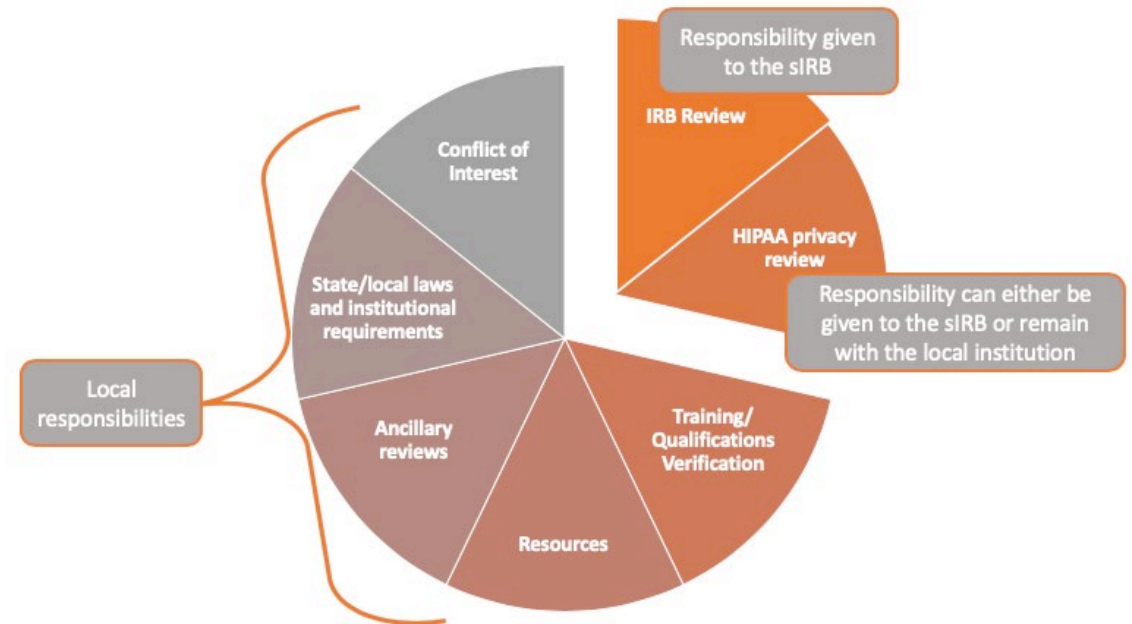 Responsibility given
to the sIRB
IRB Review
HIPAA privacy
review
Responsibility can either be
given to the sIRB or remain
with the local institution
Conflict of
Interest
State/local laws
and institutional
requirements
Local
responsibilities
Ancillary
reviews
Training/
Qualifications
Verification
Resources